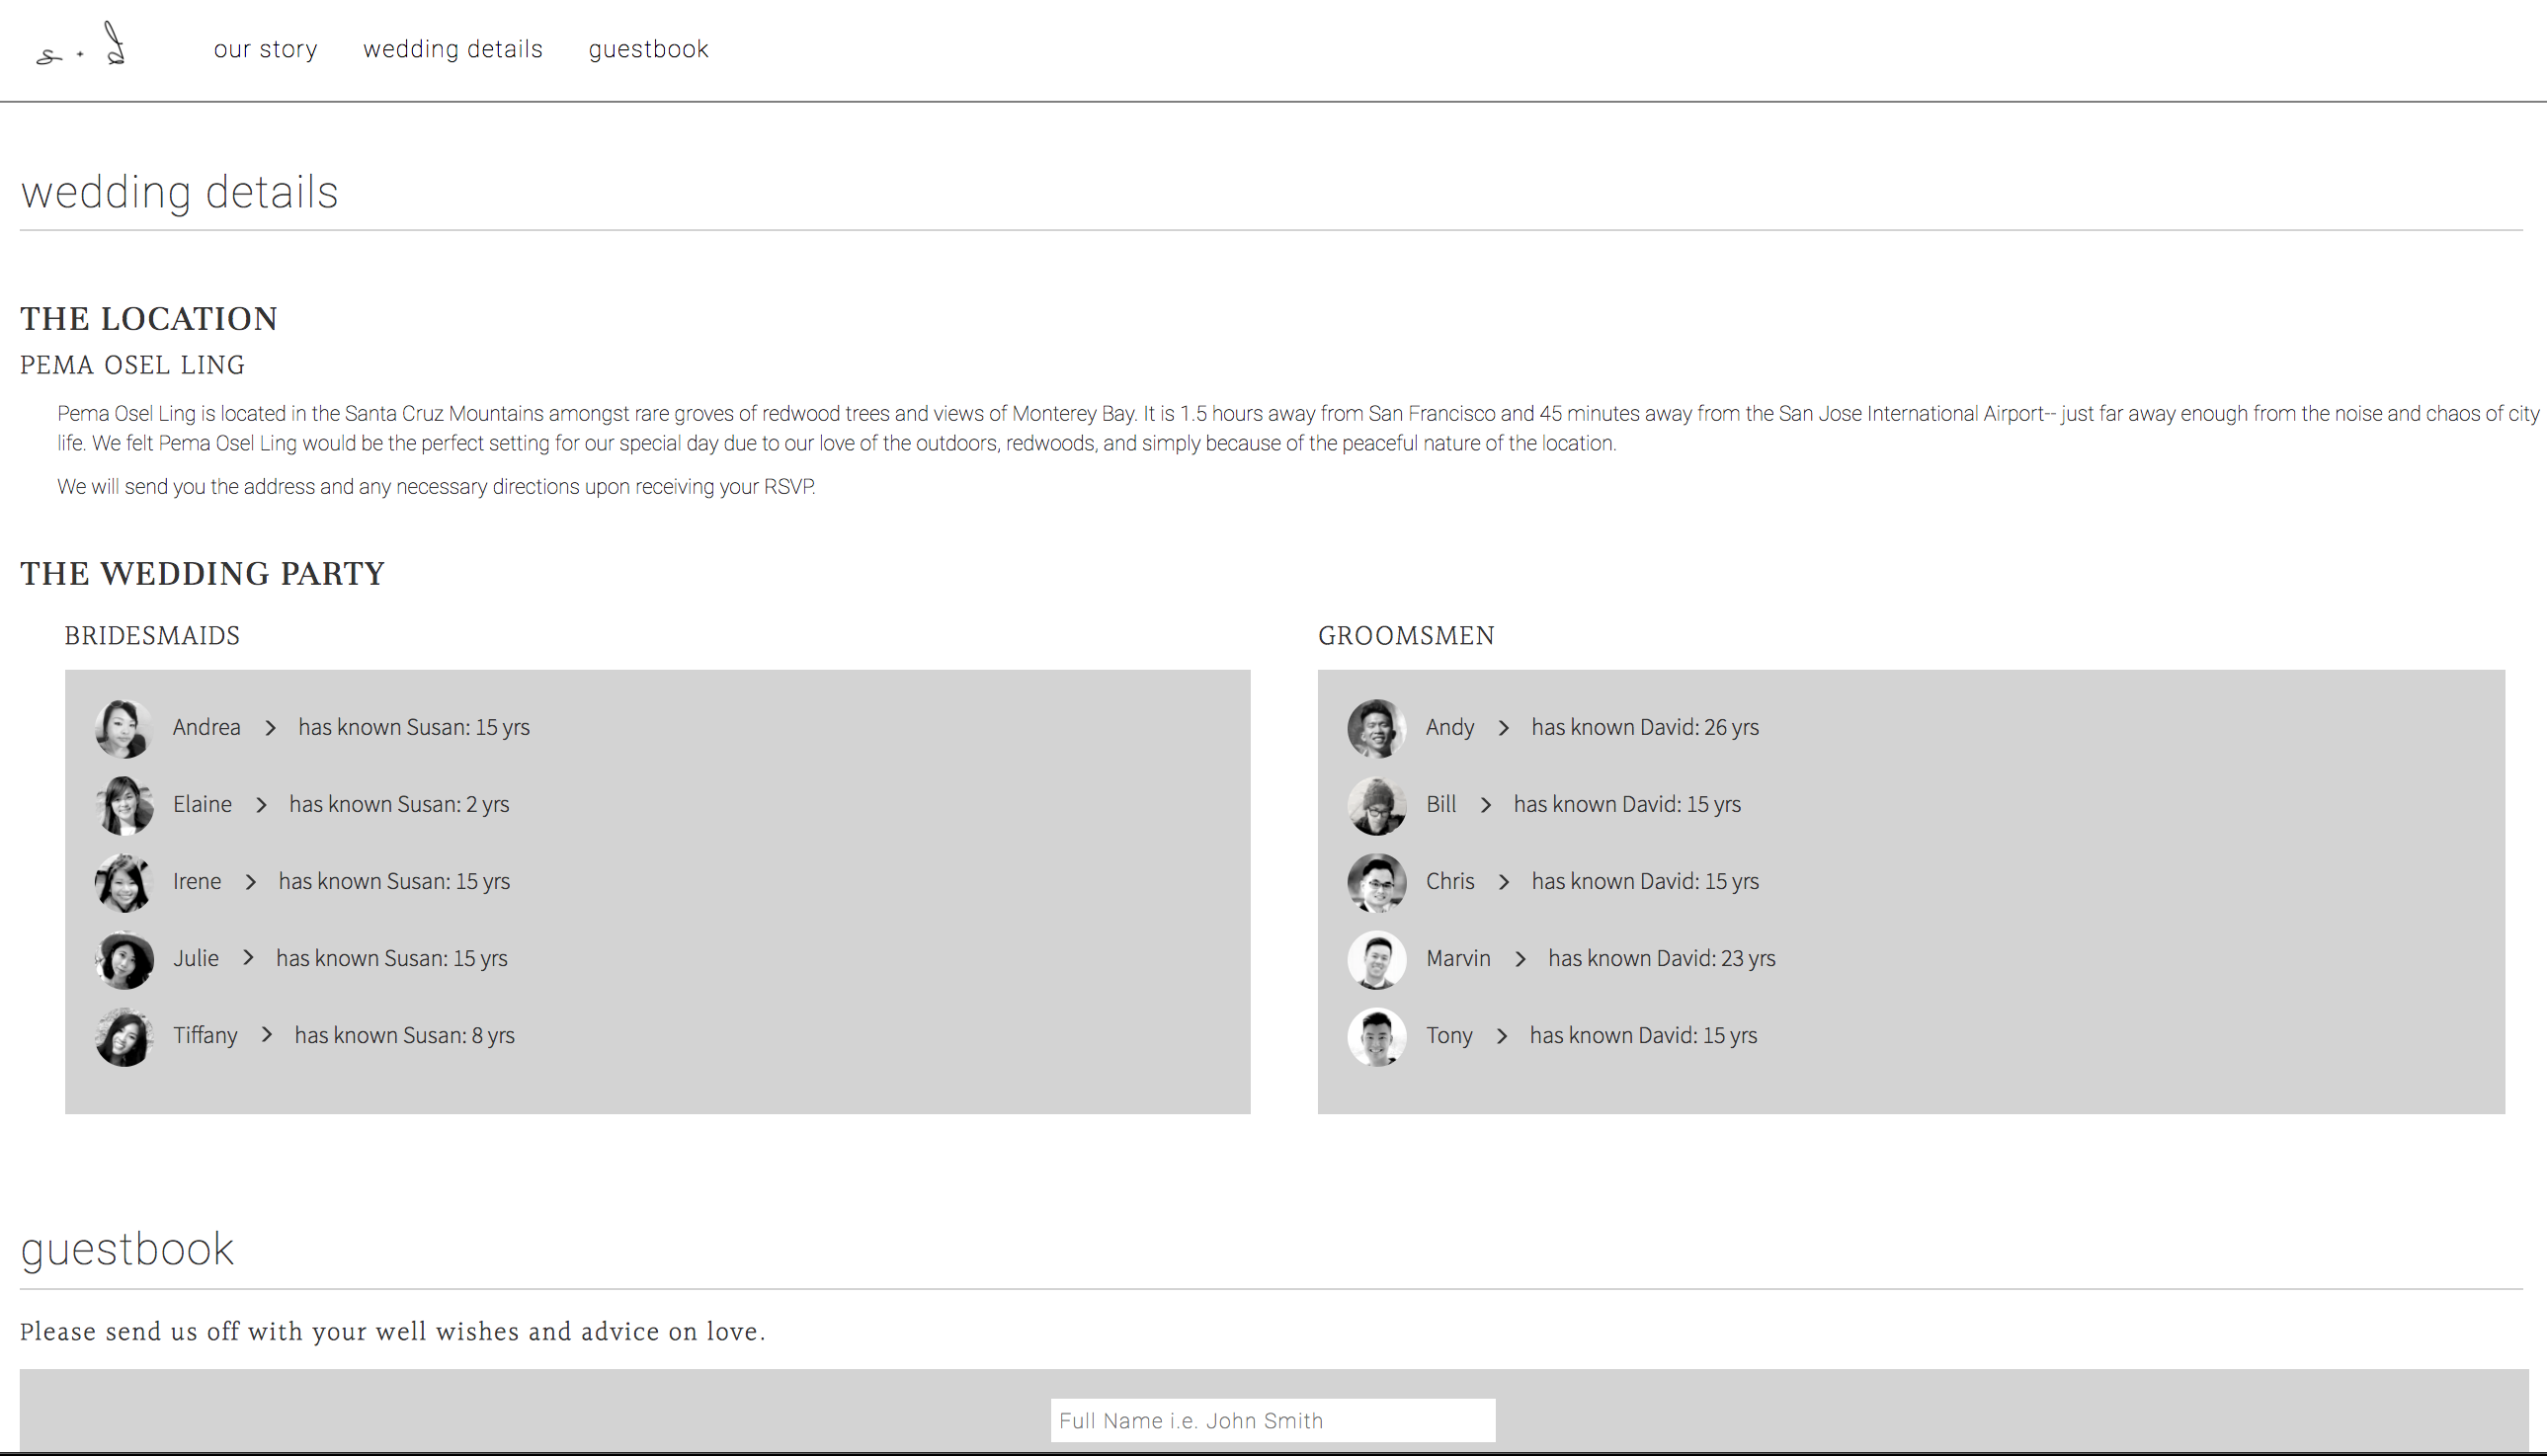 s + d
our story wedding details guestbook
wedding details
THE LOCATION
PEMA OSEL LING
Pema Osel Ling is located in the Santa Cruz Mountains amongst rare groves of redwood trees and views of Monterey Bay. It is 1.5 hours away from San Francisco and 45 minutes away from the San Jose International Airport-- just far away enough from the noise and chaos of city
life. We felt Pema Osel Ling would be the perfect setting for our special day due to our love of the outdoors, redwoods, and simply because of the peaceful nature of the location.
We will send you the address and any necessary directions upon receiving your RSVP.
THE WEDDING PARTY
BRIDESMAIDS
Andrea > has known Susan: 15 yrs
Elaine > has known Susan: 2 yrs
Irene > has known Susan: 15 yrs
Julie > has known Susan: 15 yrs
Tiffany > has known Susan: 8 yrs
GROOMSMEN
Andy > has known David: 26 yrs
Bill > has known David: 15 yrs
Chris > has known David: 15 yrs
Marvin > has known David: 23 yrs
Tony > has known David: 15 yrs
guestbook
Please send us off with your well wishes and advice on love.
Full Name i.e. John Smith